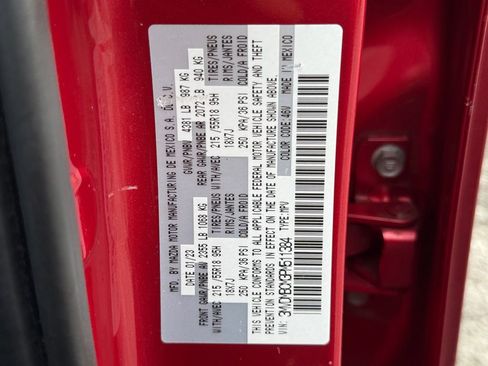 MFD. BY MAZDA MOTOR MANUFACTURING DE MEXICO S.A. DE C.V.
DATE: 01/23 GVWR/PNBV 4381 LB 987 KG
FRONT GAWR/PNBE AV 2355 LB 1068 KG REAR GAWR/PNBE AR 2072 LB 940 KG
WITH/AVEC 215/55R18 95H TIRES/PNEUS WITH/AVEC 215/55R18 95H TIRES/PNEUS
18X7J RIMS/JANTES 18X7J RIMS/JANTES
250 KPA/36 PSI COLD/A FROID 250 KPA/36 PSI COLD/A FROID
THIS VEHICLE CONFORMS TO ALL APPLICABLE FEDERAL MOTOR VEHICLE SAFETY AND THEFT
PREVENTION STANDARDS IN EFFECT ON THE DATE OF MANUFACTURE SHOWN ABOVE.
VIN: TYPE: MPV COLOR CODE: 46V MADE IN MEXICO